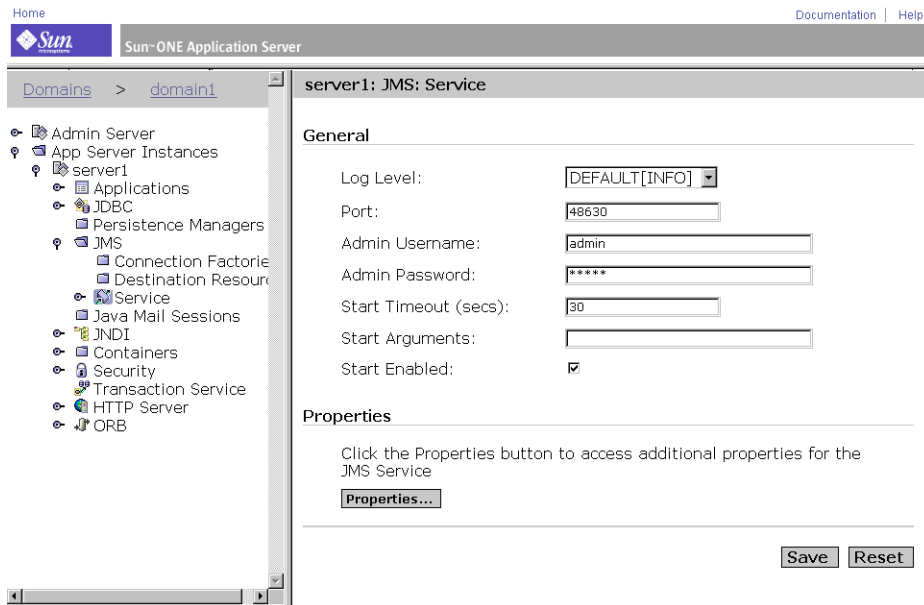 Home
Documentation | Help
Sun
microsystems
Sun™ ONE Application Server
Domains > domain1
Admin Server
App Server Instances
server1
Applications
JDBC
Persistence Managers
JMS
Connection Factorie
Destination Resour
Service
Java Mail Sessions
JNDI
Containers
Security
Transaction Service
HTTP Server
ORB
server1: JMS: Service
General
Log Level: DEFAULT[INFO]
Port: 48630
Admin Username: admin
Admin Password: *****
Start Timeout (secs): 30
Start Arguments:
Start Enabled:
Properties
Click the Properties button to access additional properties for the
JMS Service
Properties...
Save Reset